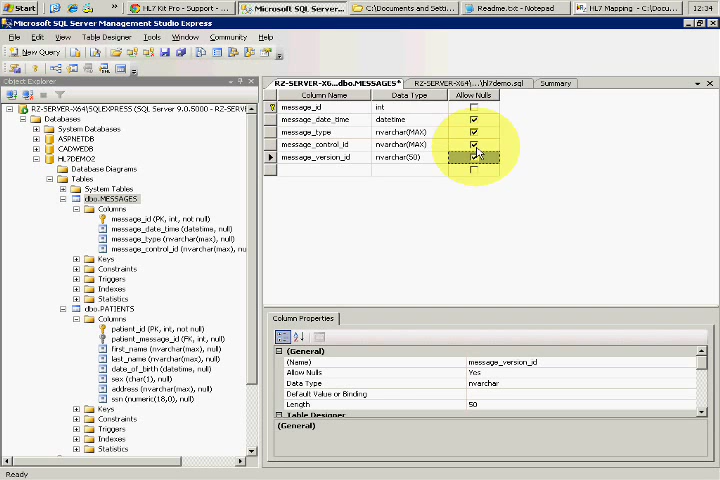 Start
HL7 Kit Pro - Support - ...
Microsoft SQL Server...
C:\Documents and Setti...
Readme.txt - Notepad
HL7 Mapping - C:\Docu...
12:34
Microsoft SQL Server Management Studio Express
File Edit View Table Designer Tools Window Community Help
New Query
Object Explorer
RZ-SERVER-X64\SQLEXPRESS (SQL Server 9.0.5000 - RZ-SERV
Databases
System Databases
ASPNETDB
CADWEDB
HL7DEMO2
Database Diagrams
Tables
System Tables
dbo.MESSAGES
Columns
message_id (PK, int, not null)
message_date_time (datetime, null)
message_type (nvarchar(max), null)
message_control_id (nvarchar(max), nu
Keys
Constraints
Triggers
Indexes
Statistics
dbo.PATIENTS
Columns
patient_id (PK, int, not null)
patient_message_id (FK, int, null)
first_name (nvarchar(max), null)
last_name (nvarchar(max), null)
date_of_birth (datetime, null)
sex (char(1), null)
address (nvarchar(max), null)
ssn (numeric(18,0), null)
Keys
Constraints
Triggers
Indexes
Statistics
RZ-SERVER-X6...dbo.MESSAGES*
RZ-SERVER-X64\...\hl7demo.sql
Summary
Column Name Data Type Allow Nulls
message_id int
message_date_time datetime
message_type nvarchar(MAX)
message_control_id nvarchar(MAX)
message_version_id nvarchar(50)
Column Properties
(General)
(Name) message_version_id
Allow Nulls Yes
Data Type nvarchar
Default Value or Binding
Length 50
Table Designer
(General)
Ready